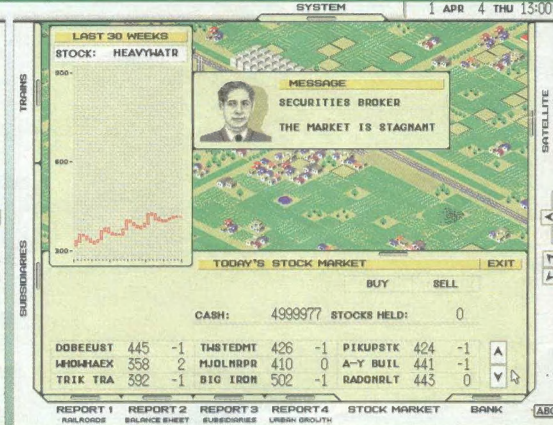 SYSTEM
1 APR 4 THU 13:00
LAST 30 WEEKS
STOCK: HEAVYWATR
800-
600-
300-
MESSAGE
SECURITIES BROKER
THE MARKET IS STAGNANT
TRAINS
SUBSIDIARIES
SATELLITE
TODAY'S STOCK MARKET
EXIT
BUY SELL
CASH: 4999977 STOCKS HELD: 0
DOBEEUST 445 -1 TWSTEDMT 426 -1 PIKUPSTK 424 -1
WHOWHAEX 358 2 MJOLNRPR 410 0 A-Y BUIL 441 -1
TRIK TRA 392 -1 BIG IRON 502 -1 RADONRLT 443 0
REPORT 1 REPORT 2 REPORT 3 REPORT 4 STOCK MARKET BANK
RAILROADS BALANCE SHEET SUBSIDIARIES URBAN GROWTH